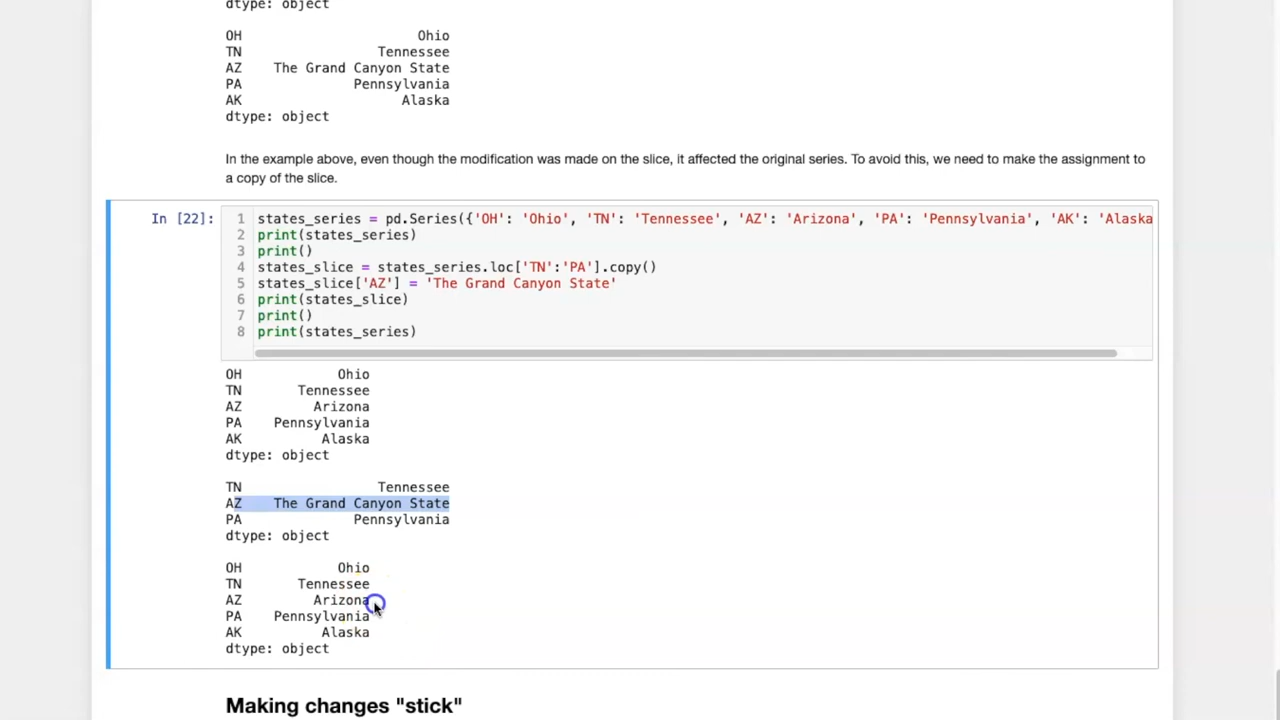 dtype: object
OH Ohio
TN Tennessee
AZ The Grand Canyon State
PA Pennsylvania
AK Alaska
dtype: object
In the example above, even though the modification was made on the slice, it affected the original series. To avoid this, we need to make the assignment to
a copy of the slice.
In [22]:
1 states_series = pd.Series({'OH': 'Ohio', 'TN': 'Tennessee', 'AZ': 'Arizona', 'PA': 'Pennsylvania', 'AK': 'Alaska
2 print(states_series)
3 print()
4 states_slice = states_series.loc['TN':'PA'].copy()
5 states_slice['AZ'] = 'The Grand Canyon State'
6 print(states_slice)
7 print()
8 print(states_series)
OH Ohio
TN Tennessee
AZ Arizona
PA Pennsylvania
AK Alaska
dtype: object
TN Tennessee
AZ The Grand Canyon State
PA Pennsylvania
dtype: object
OH Ohio
TN Tennessee
AZ Arizona
PA Pennsylvania
AK Alaska
dtype: object
Making changes "stick"